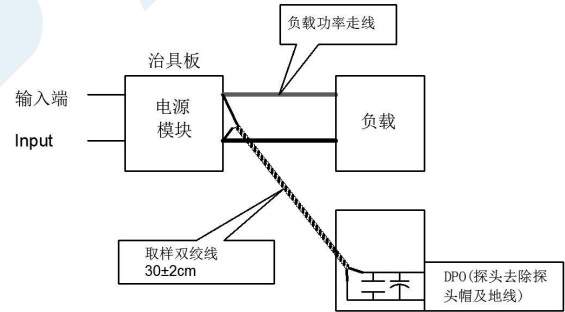 负载功率走线
治具板
输入端
Input
电源
模块
负载
取样双绞线
30±2cm
DPO(探头去除探
头帽及地线)